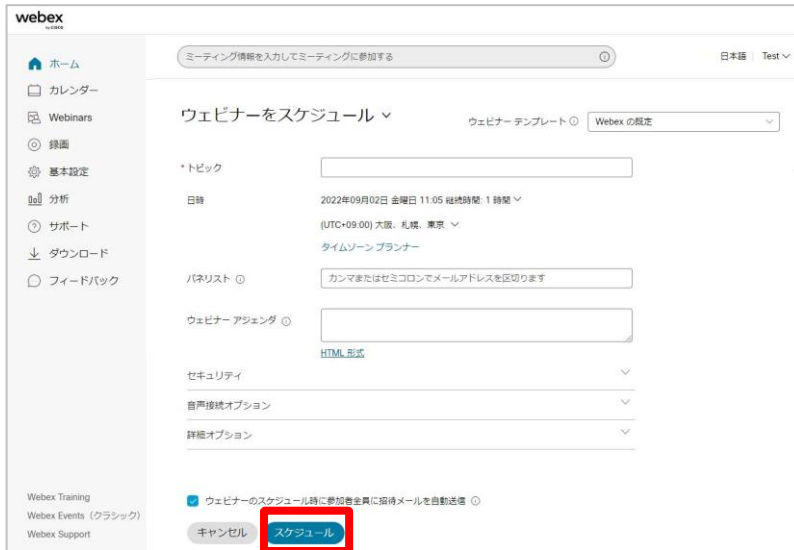 webex
by CISCO
ミーティング情報を入力してミーティングに参加する
日本語 Test
ホーム
カレンダー
Webinars
録画
基本設定
分析
サポート
ダウンロード
フィードバック
ウェビナーをスケジュール
ウェビナー テンプレート Webex の既定
*トピック
日時 2022年09月02日 金曜日 11:05 継続時間: 1 時間
(UTC+09:00) 大阪、札幌、東京
タイムゾーン プランナー
パネリスト カンマまたはセミコロンでメールアドレスを区切ります
ウェビナー アジェンダ
HTML 形式
セキュリティ
音声接続オプション
詳細オプション
ウェビナーのスケジュール時に参加者全員に招待メールを自動送信
キャンセル スケジュール
Webex Training
Webex Events（クラシック）
Webex Support